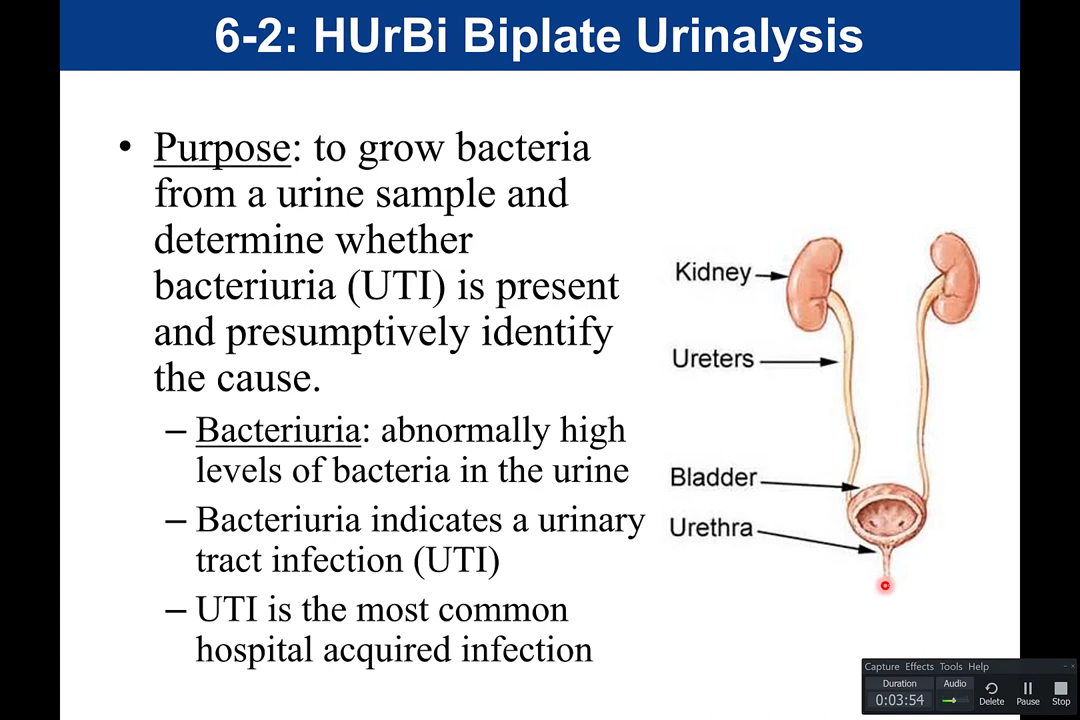 6-2: HUrBi Biplate Urinalysis
• Purpose: to grow bacteria
from a urine sample and
determine whether
bacteriuria (UTI) is present
and presumptively identify
the cause.
– Bacteriuria: abnormally high
levels of bacteria in the urine
– Bacteriuria indicates a urinary
tract infection (UTI)
– UTI is the most common
hospital acquired infection
Kidney
Ureters
Bladder
Urethra
Capture Effects Tools Help
Duration Audio
0:03:54 Delete Pause Stop